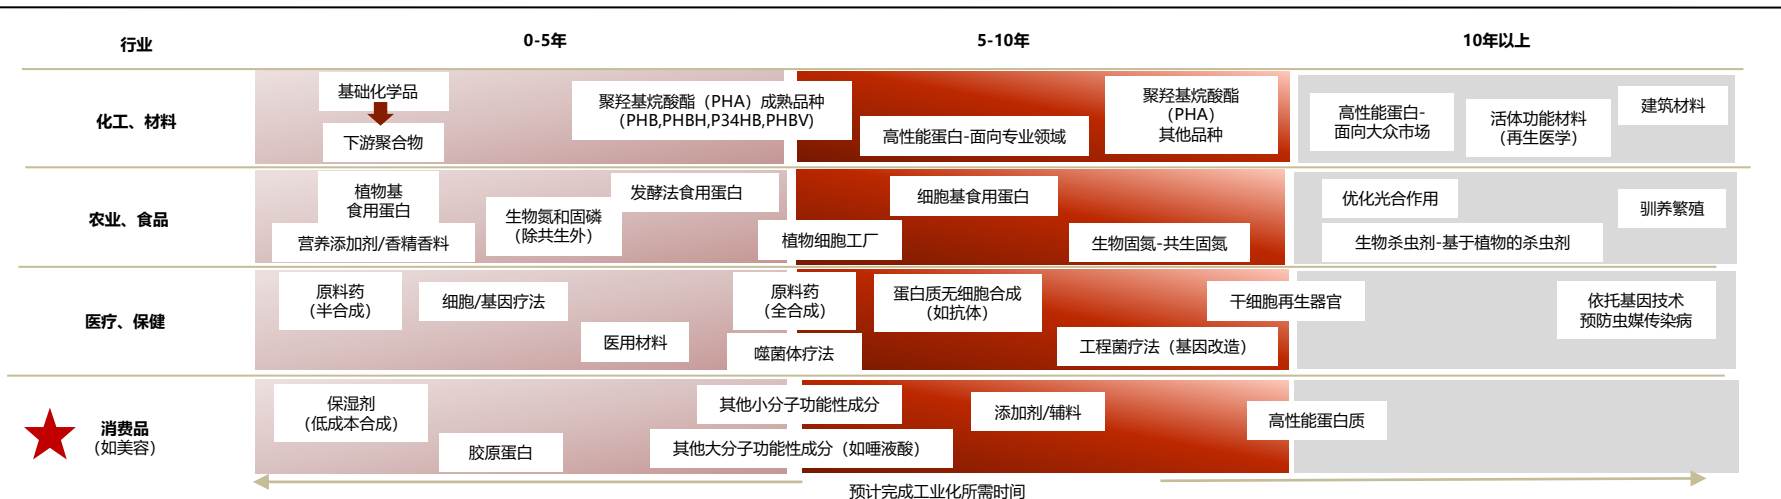 行业
0-5年
5-10年
10年以上
化工、材料
基础化学品
下游聚合物
聚羟基烷酸酯（PHA）成熟品种
（PHB,PHBH,P34HB,PHBV）
高性能蛋白-面向专业领域
聚羟基烷酸酯
（PHA）
其他品种
高性能蛋白-
面向大众市场
活体功能材料
（再生医学）
建筑材料
农业、食品
植物基
食用蛋白
营养添加剂/香精香料
生物氮和固磷
（除共生外）
发酵法食用蛋白
植物细胞工厂
细胞基食用蛋白
生物固氮-共生固氮
优化光合作用
生物杀虫剂-基于植物的杀虫剂
驯养繁殖
医疗、保健
原料药
（半合成）
细胞/基因疗法
医用材料
原料药
（全合成）
噬菌体疗法
蛋白质无细胞合成
（如抗体）
工程菌疗法（基因改造）
干细胞再生器官
依托基因技术
预防虫媒传染病
消费品
（如美容）
保湿剂
（低成本合成）
胶原蛋白
其他小分子功能性成分
其他大分子功能性成分（如唾液酸）
添加剂/辅料
高性能蛋白质
预计完成工业化所需时间